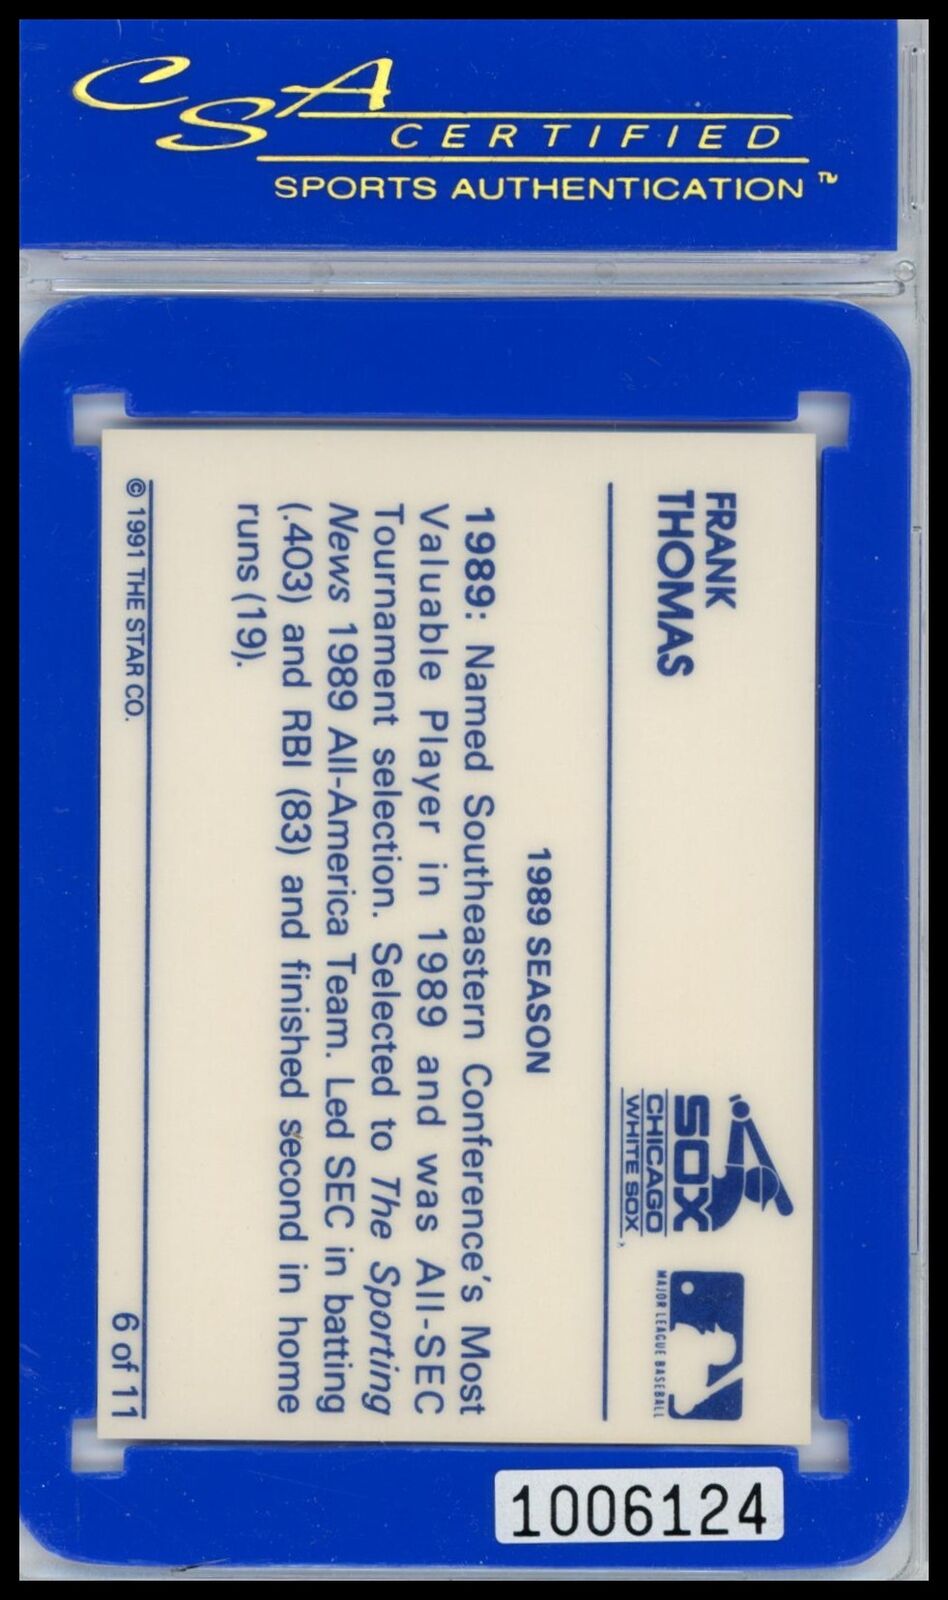 CSA
CERTIFIED
SPORTS AUTHENTICATION ™
FRANK
THOMAS
SOX
CHICAGO
WHITE SOX
MAJOR LEAGUE BASEBALL
1989 SEASON
1989: Named Southeastern Conference's Most
Valuable Player in 1989 and was All-SEC
Tournament selection. Selected to The Sporting
News 1989 All-America Team. Led SEC in batting
(.403) and RBI (83) and finished second in home
runs (19).
© 1991 THE STAR CO.
6 of 11
1006124